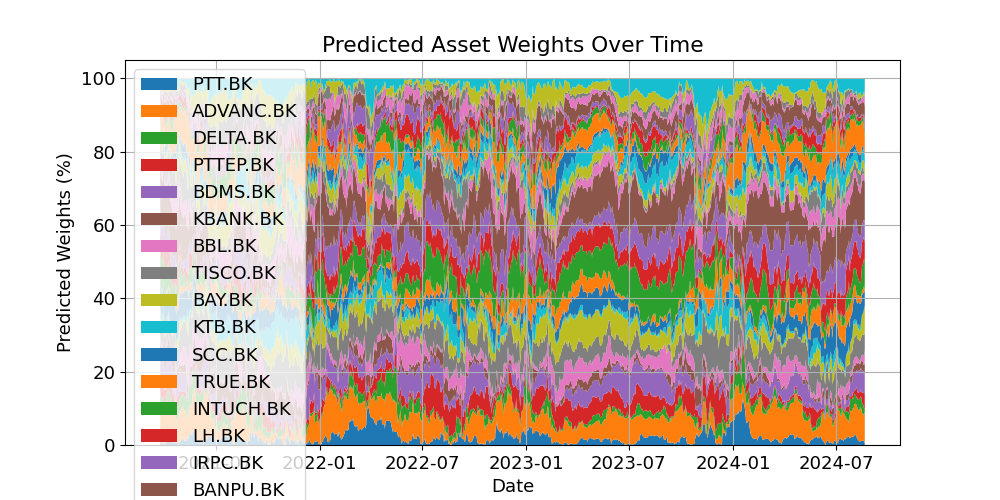 Predicted Asset Weights Over Time
Predicted Weights (%)
100
80
60
40
20
0
PTT.BK
ADVANC.BK
DELTA.BK
PTTEP.BK
BDMS.BK
KBANK.BK
BBL.BK
TISCO.BK
BAY.BK
KTB.BK
SCC.BK
TRUE.BK
INTUCH.BK
LH.BK
IRPC.BK
BANPU.BK
2022-01 2022-07 2023-01 2023-07 2024-01 2024-07
Date